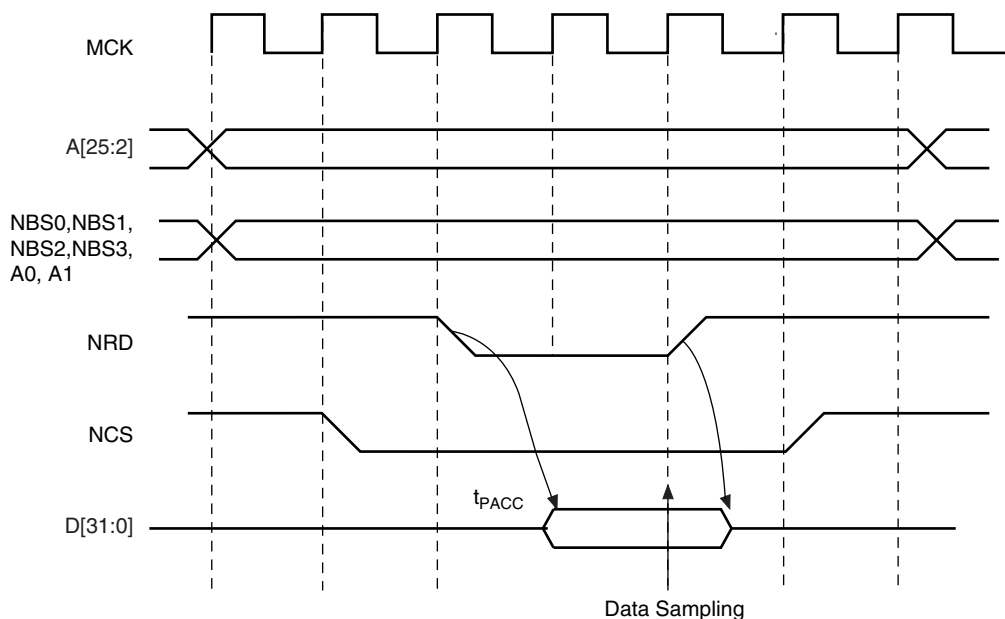 MCK
A[25:2]
NBS0,NBS1,
NBS2,NBS3,
A0, A1
NRD
NCS
tPACC
D[31:0]
Data Sampling